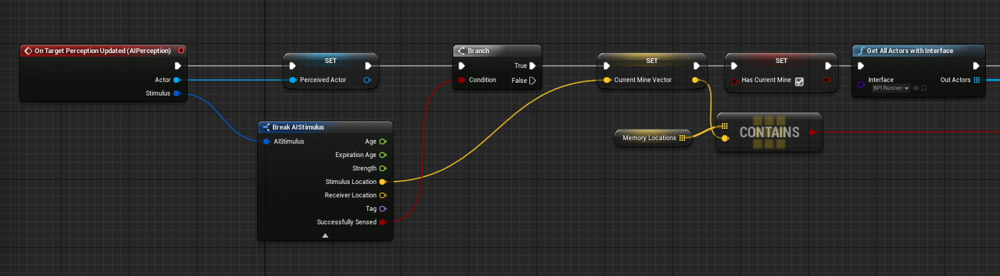 On Target Perception Updated (AIPerception)
Actor
Stimulus
SET
Perceived Actor
Break AIStimulus
AIStimulus
Age
Expiration Age
Strength
Stimulus Location
Receiver Location
Tag
Successfully Sensed
Branch
True
Condition
False
SET
Current Mine Vector
SET
Has Current Mine
Memory Locations
CONTAINS
Get All Actors with Interface
Interface
Out Actors
BPI Runner